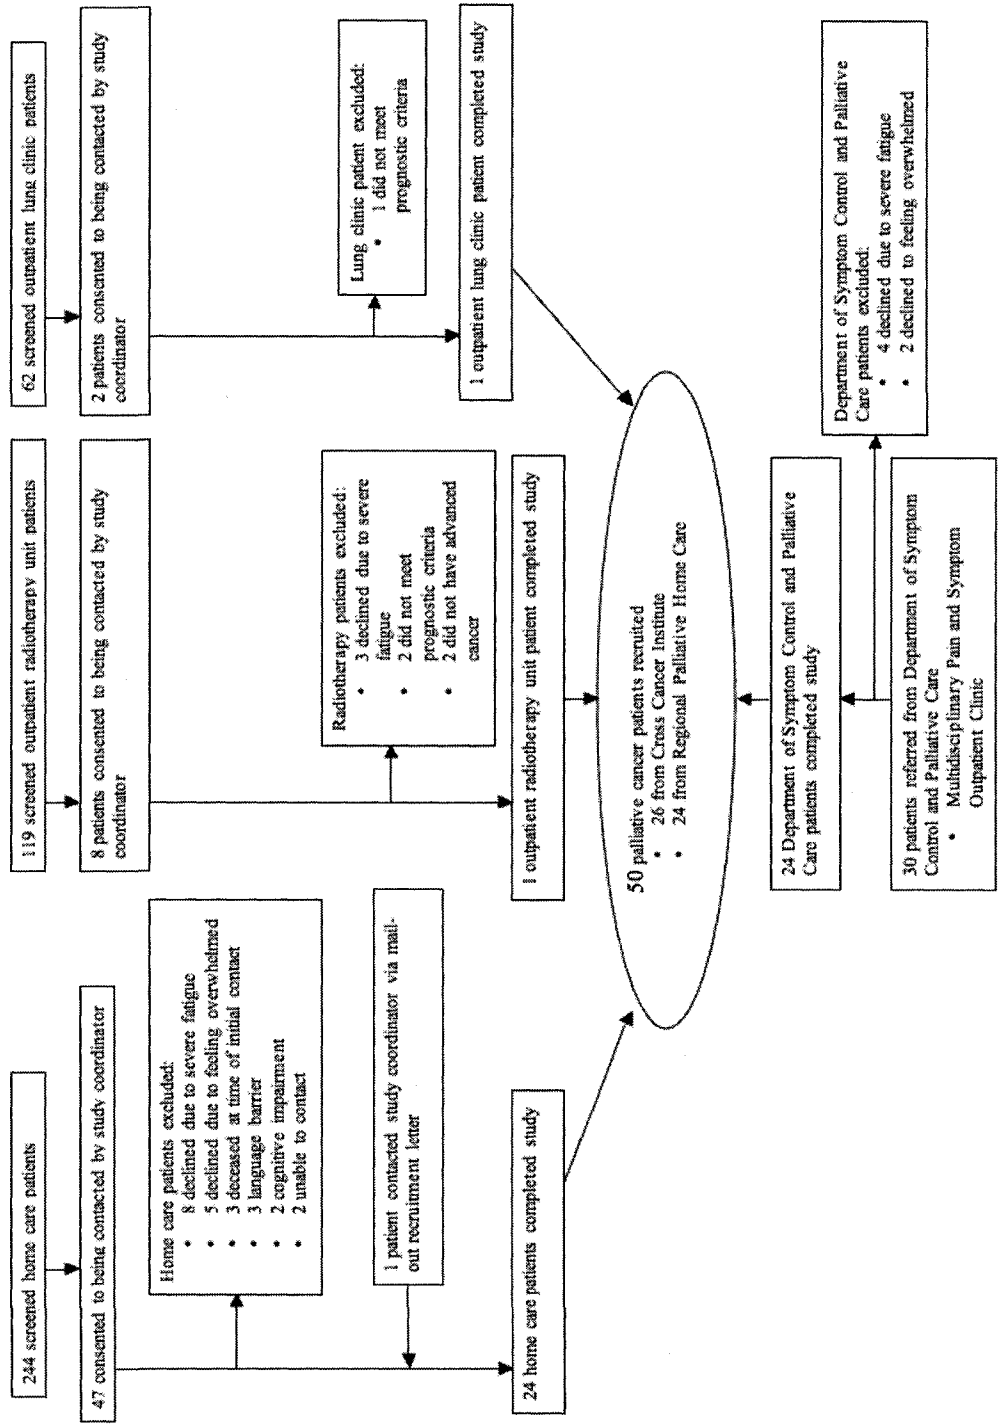 244 screened home care patients
47 consented to being contacted by study coordinator
Home care patients excluded:
• 8 declined due to severe fatigue
• 5 declined due to feeling overwhelmed
• 3 deceased at time of initial contact
• 3 language barrier
• 2 cognitive impairment
• 2 unable to contact
1 patient contacted study coordinator via mail-
out recruitment letter
24 home care patients completed study
119 screened outpatient radiotherapy unit patients
8 patients consented to being contacted by study
coordinator
Radiotherapy patients excluded:
• 3 declined due to severe
fatigue
• 2 did not meet
prognostic criteria
• 2 did not have advanced
cancer
1 outpatient radiotherapy unit patient completed study
62 screened outpatient lung clinic patients
2 patients consented to being contacted by study
coordinator
Lung clinic patient excluded:
• 1 did not meet
prognostic criteria
1 outpatient lung clinic patient completed study
50 palliative cancer patients recruited
• 26 from Cross Cancer Institute
• 24 from Regional Palliative Home Care
24 Department of Symptom Control and Palliative
Care patients completed study
30 patients referred from Department of Symptom
Control and Palliative Care
• Multidisciplinary Pain and Symptom
Outpatient Clinic
Department of Symptom Control and Palliative
Care patients excluded:
• 4 declined due to severe fatigue
• 2 declined to feeling overwhelmed